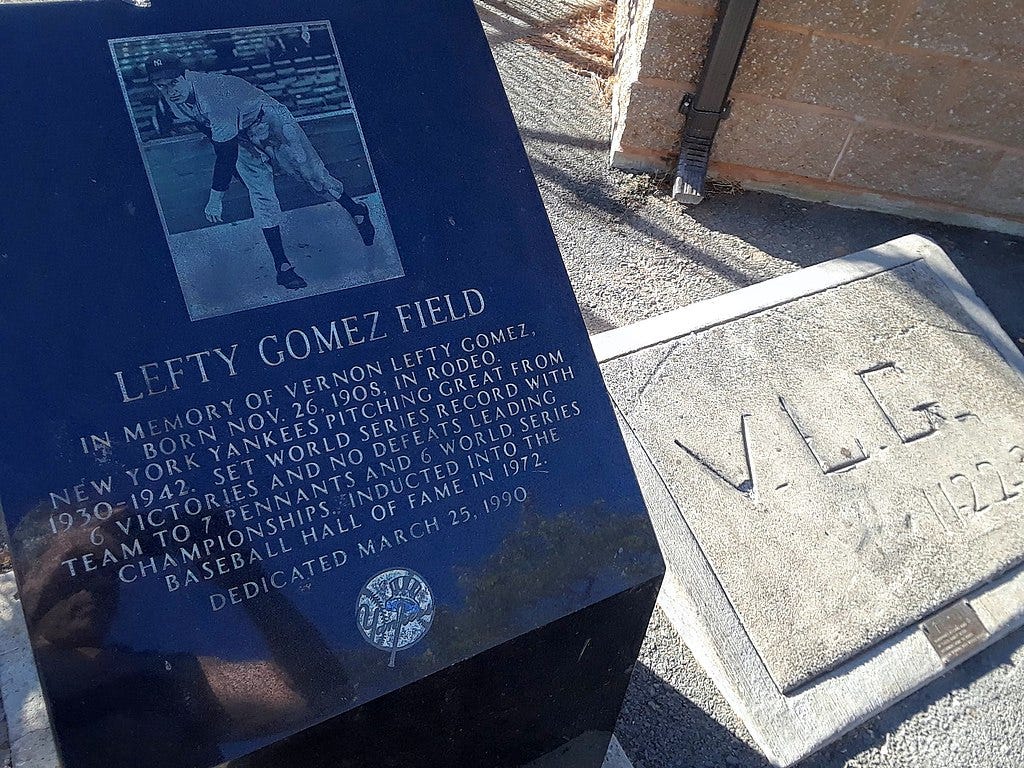 LEFTY GOMEZ FIELD
IN MEMORY OF VERNON LEFTY GOMEZ,
BORN NOV. 26, 1908, IN RODEO.
NEW YORK YANKEES PITCHING GREAT FROM
1930-1942. SET WORLD SERIES RECORD WITH
6 VICTORIES AND NO DEFEATS LEADING
TEAM TO 7 PENNANTS AND 6 WORLD SERIES
CHAMPIONSHIPS. INDUCTED INTO THE
BASEBALL HALL OF FAME IN 1972.
DEDICATED MARCH 25, 1990
V. L. G.
11-22-